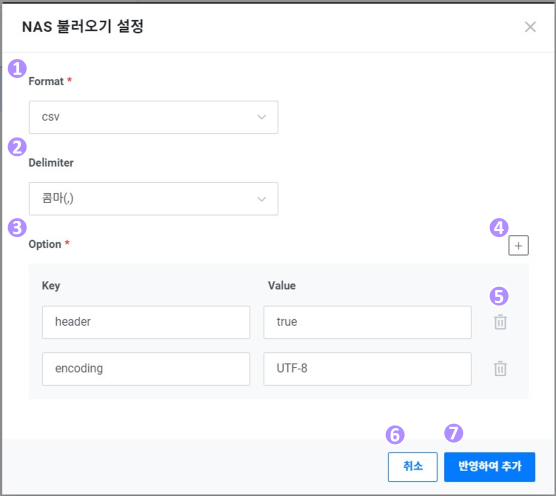 NAS 불러오기 설정
1
Format *
csv
2
Delimiter
콤마(,)
3
4
Option *
+
Key Value
5
header true
encoding UTF-8
6 7
취소 반영하여 추가